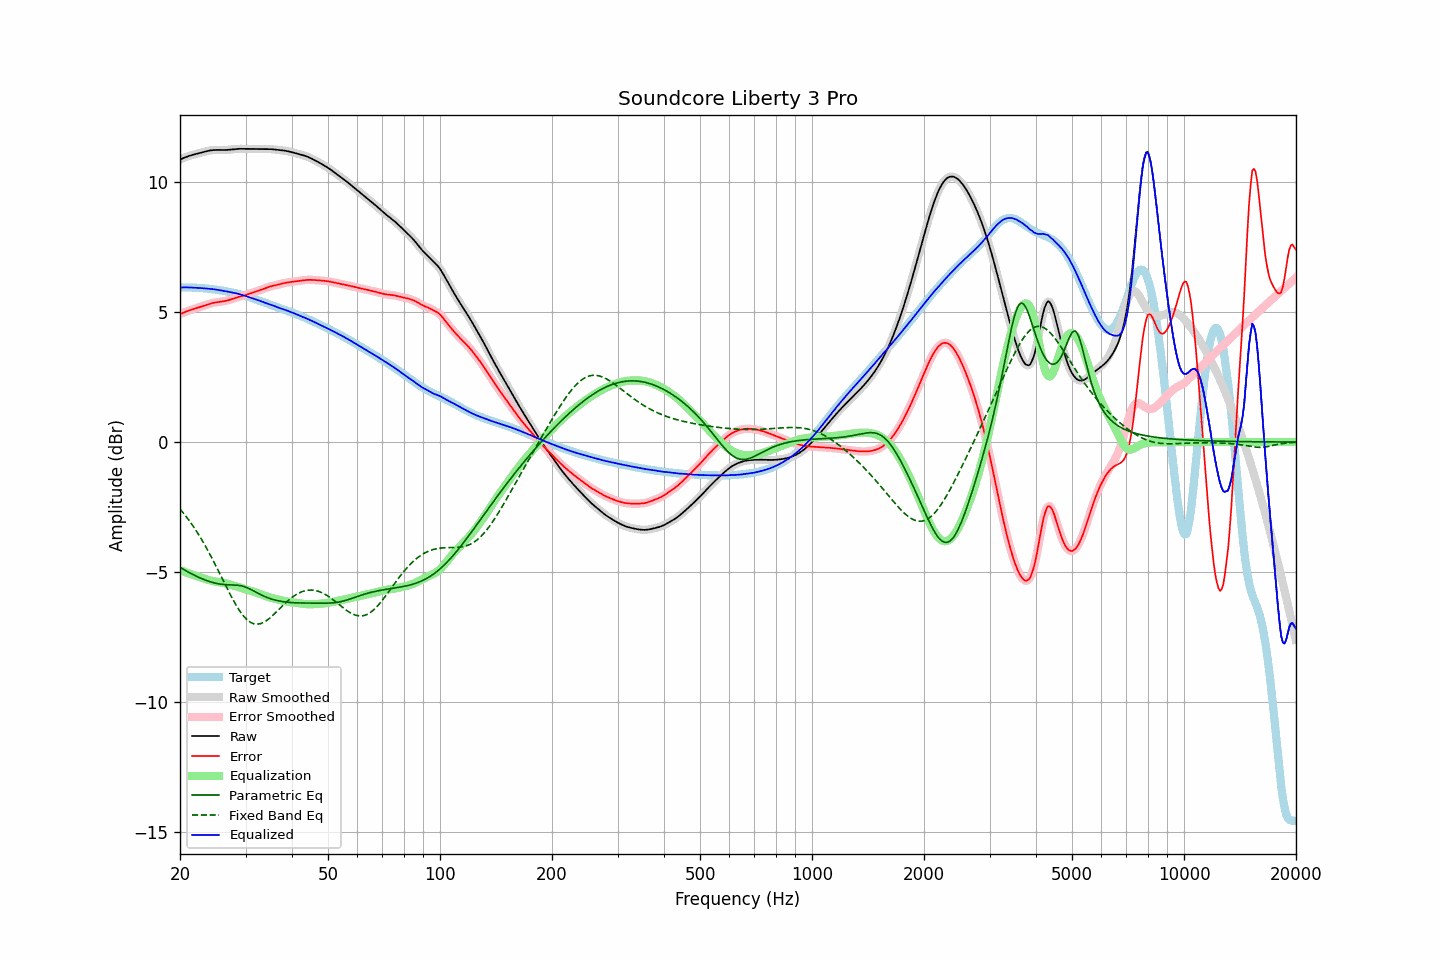 Soundcore Liberty 3 Pro
Amplitude (dBr)
10
5
0
−5
−10
−15
Target
Raw Smoothed
Error Smoothed
Raw
Error
Equalization
Parametric Eq
Fixed Band Eq
Equalized
20 50 100 200 500 1000 2000 5000 10000 20000
Frequency (Hz)